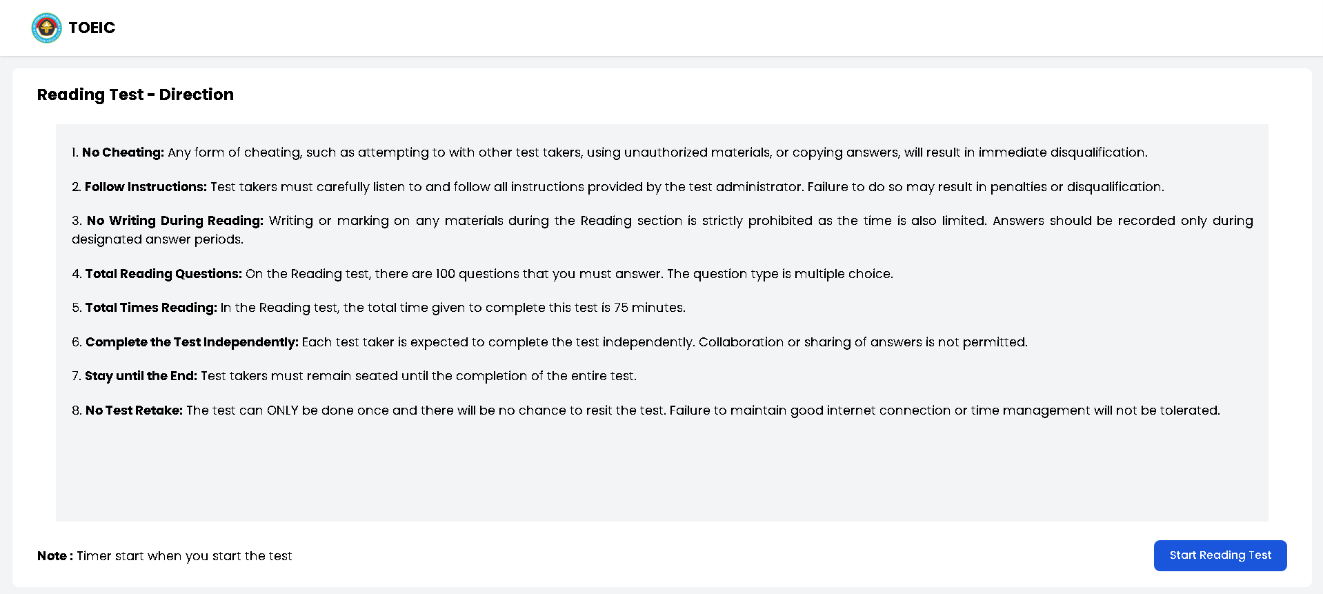 TOEIC
Reading Test - Direction
1. No Cheating: Any form of cheating, such as attempting to with other test takers, using unauthorized materials, or copying answers, will result in immediate disqualification.
2. Follow Instructions: Test takers must carefully listen to and follow all instructions provided by the test administrator. Failure to do so may result in penalties or disqualification.
3. No Writing During Reading: Writing or marking on any materials during the Reading section is strictly prohibited as the time is also limited. Answers should be recorded only during
designated answer periods.
4. Total Reading Questions: On the Reading test, there are 100 questions that you must answer. The question type is multiple choice.
5. Total Times Reading: In the Reading test, the total time given to complete this test is 75 minutes.
6. Complete the Test Independently: Each test taker is expected to complete the test independently. Collaboration or sharing of answers is not permitted.
7. Stay until the End: Test takers must remain seated until the completion of the entire test.
8. No Test Retake: The test can ONLY be done once and there will be no chance to resit the test. Failure to maintain good internet connection or time management will not be tolerated.
Note : Timer start when you start the test
Start Reading Test